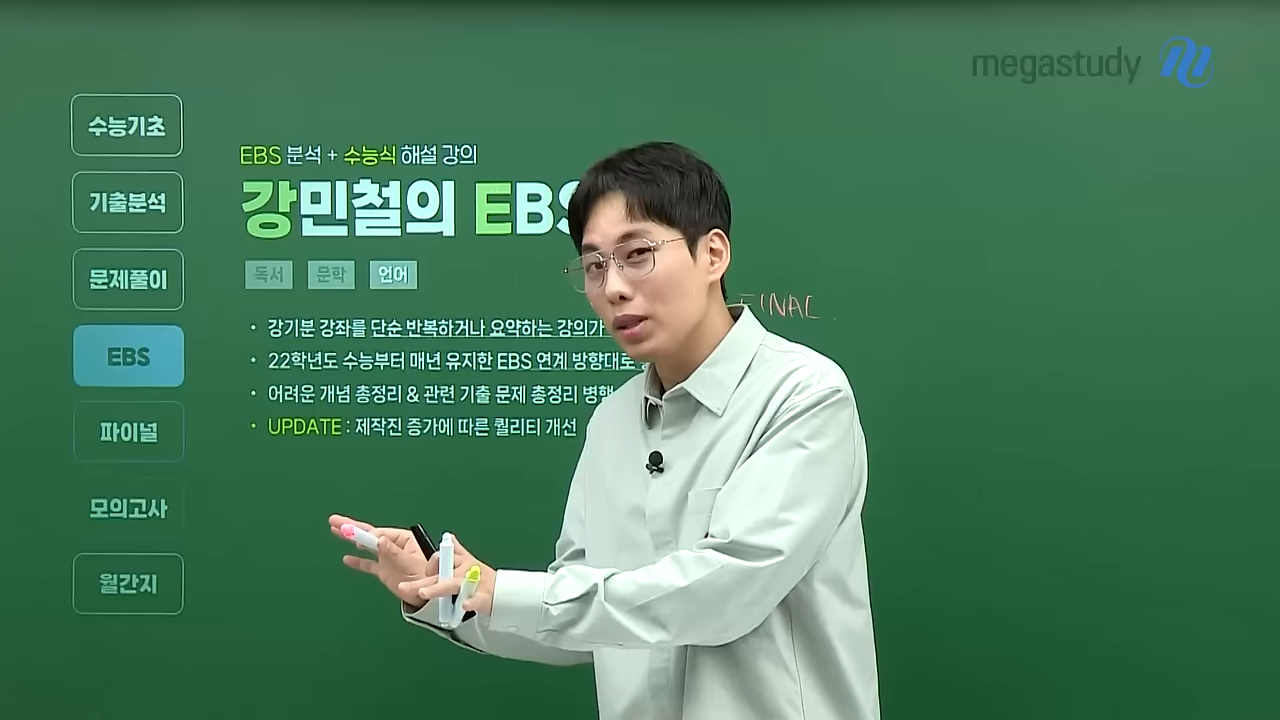 megastudy
수능기초
기출분석
문제풀이
EBS
파이널
모의고사
월간지
EBS 분석 + 수능식 해설 강의
강민철의 EBS
독서
문학
언어
• 강기분 강좌를 단순 반복하거나 요약하는 강의가
• 22학년도 수능부터 매년 유지한 EBS 연계 방향대로
• 어려운 개념 총정리 & 관련 기출 문제 총정리 병행
• UPDATE : 제작진 증가에 따른 퀄리티 개선
FINAL